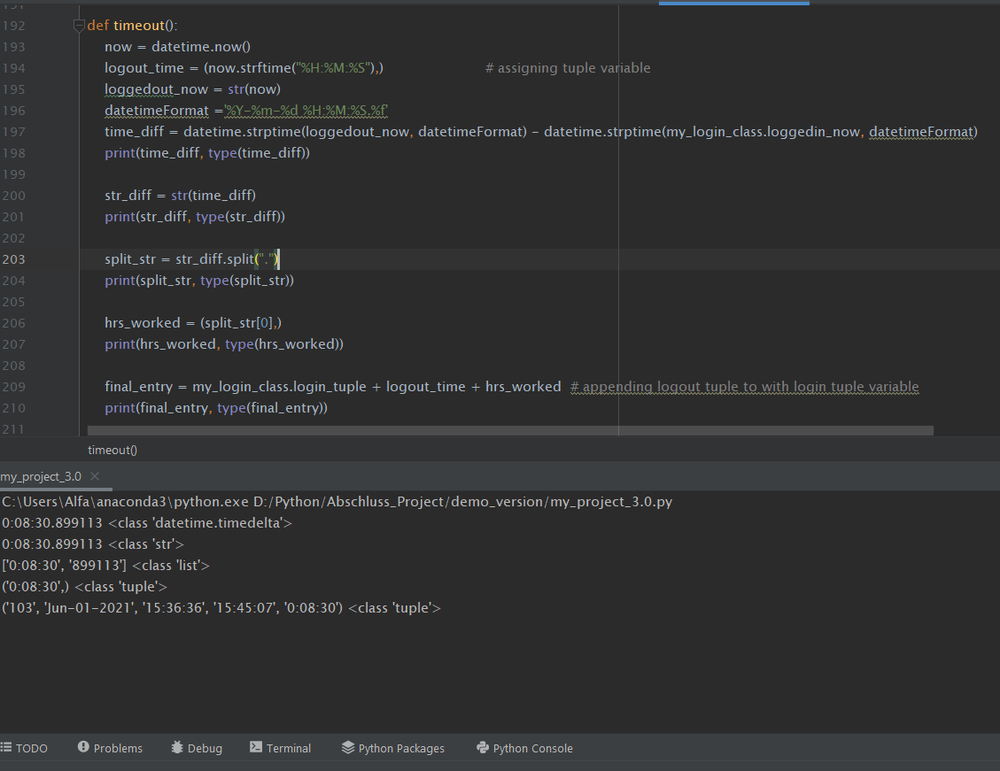 191
192 def timeout():
193 now = datetime.now()
194 logout_time = (now.strftime("%H:%M:%S"),) # assigning tuple variable
195 loggedout_now = str(now)
196 datetimeFormat ='%Y-%m-%d %H:%M:%S.%f'
197 time_diff = datetime.strptime(loggedout_now, datetimeFormat) - datetime.strptime(my_login_class.loggedin_now, datetimeFormat)
198 print(time_diff, type(time_diff))
199
200 str_diff = str(time_diff)
201 print(str_diff, type(str_diff))
202
203 split_str = str_diff.split(".")
204 print(split_str, type(split_str))
205
206 hrs_worked = (split_str[0],)
207 print(hrs_worked, type(hrs_worked))
208
209 final_entry = my_login_class.login_tuple + logout_time + hrs_worked # appending logout tuple to with login tuple variable
210 print(final_entry, type(final_entry))
211
timeout()
my_project_3.0
C:\Users\Alfa\anaconda3\python.exe D:/Python/Abschluss_Project/demo_version/my_project_3.0.py
0:08:30.899113 <class 'datetime.timedelta'>
0:08:30.899113 <class 'str'>
['0:08:30', '899113'] <class 'list'>
('0:08:30',) <class 'tuple'>
('103', 'Jun-01-2021', '15:36:36', '15:45:07', '0:08:30') <class 'tuple'>
TODO Problems Debug Terminal Python Packages Python Console